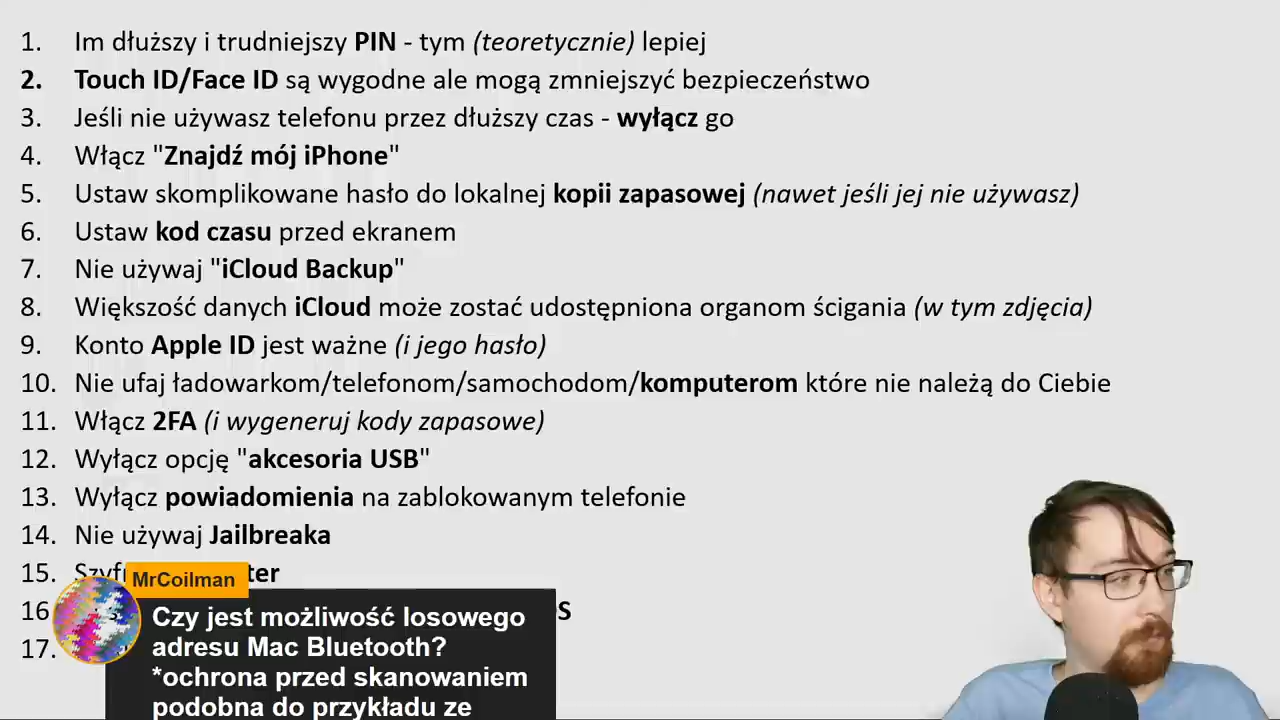 1. Im dłuższy i trudniejszy PIN - tym (teoretycznie) lepiej
2. Touch ID/Face ID są wygodne ale mogą zmniejszyć bezpieczeństwo
3. Jeśli nie używasz telefonu przez dłuższy czas - wyłącz go
4. Włącz "Znajdź mój iPhone"
5. Ustaw skomplikowane hasło do lokalnej kopii zapasowej (nawet jeśli jej nie używasz)
6. Ustaw kod czasu przed ekranem
7. Nie używaj "iCloud Backup"
8. Większość danych iCloud może zostać udostępniona organom ścigania (w tym zdjęcia)
9. Konto Apple ID jest ważne (i jego hasło)
10. Nie ufaj ładowarkom/telefonom/samochodom/komputerom które nie należą do Ciebie
11. Włącz 2FA (i wygeneruj kody zapasowe)
12. Wyłącz opcję "akcesoria USB"
13. Wyłącz powiadomienia na zablokowanym telefonie
14. Nie używaj Jailbreaka
15.
16
17.
MrCoilman
Czy jest możliwość losowego
adresu Mac Bluetooth?
*ochrona przed skanowaniem
podobna do przykładu ze